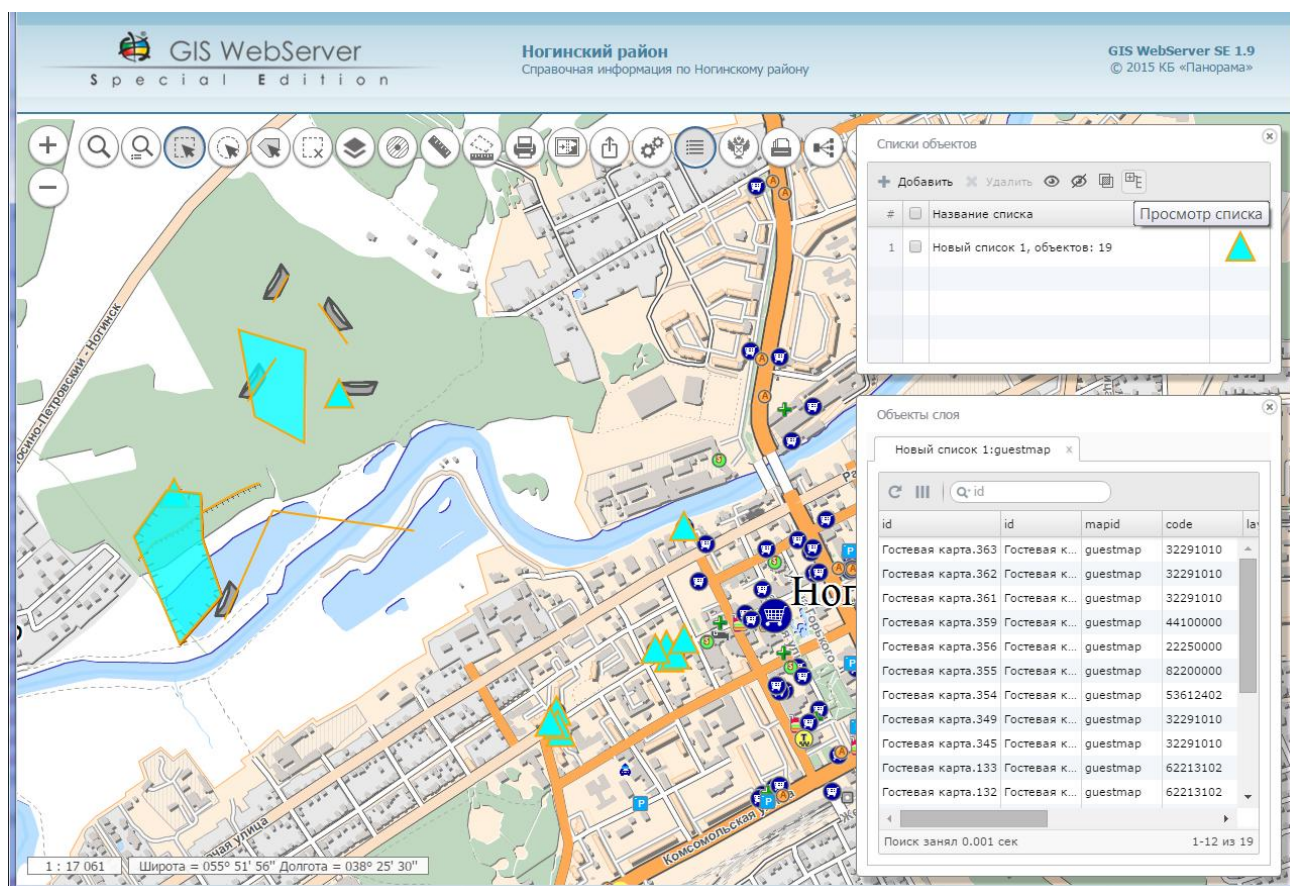 GIS WebServer
Special Edition
Ногинский район
Справочная информация по Ногинскому району
GIS WebServer SE 1.9
© 2015 КБ «Панорама»
Списки объектов
Добавить Удалить
# Название списка
Просмотр списка
1 Новый список 1, объектов: 19
Объекты слоя
Новый список 1:guestmap x
id
id id mapid code
Гостевая карта.363 Гостевая к... guestmap 32291010
Гостевая карта.362 Гостевая к... guestmap 32291010
Гостевая карта.361 Гостевая к... guestmap 32291010
Гостевая карта.359 Гостевая к... guestmap 44100000
Гостевая карта.356 Гостевая к... guestmap 22250000
Гостевая карта.355 Гостевая к... guestmap 82200000
Гостевая карта.354 Гостевая к... guestmap 53612402
Гостевая карта.349 Гостевая к... guestmap 32291010
Гостевая карта.345 Гостевая к... guestmap 32291010
Гостевая карта.133 Гостевая к... guestmap 62213102
Гостевая карта.132 Гостевая к... guestmap 62213102
Поиск занял 0.001 сек 1-12 из 19
осино-Петровский - Ногинск
Ног
Горького
Комсомольская
1 : 17 061 Широта = 055° 51' 56" Долгота = 038° 25' 30"